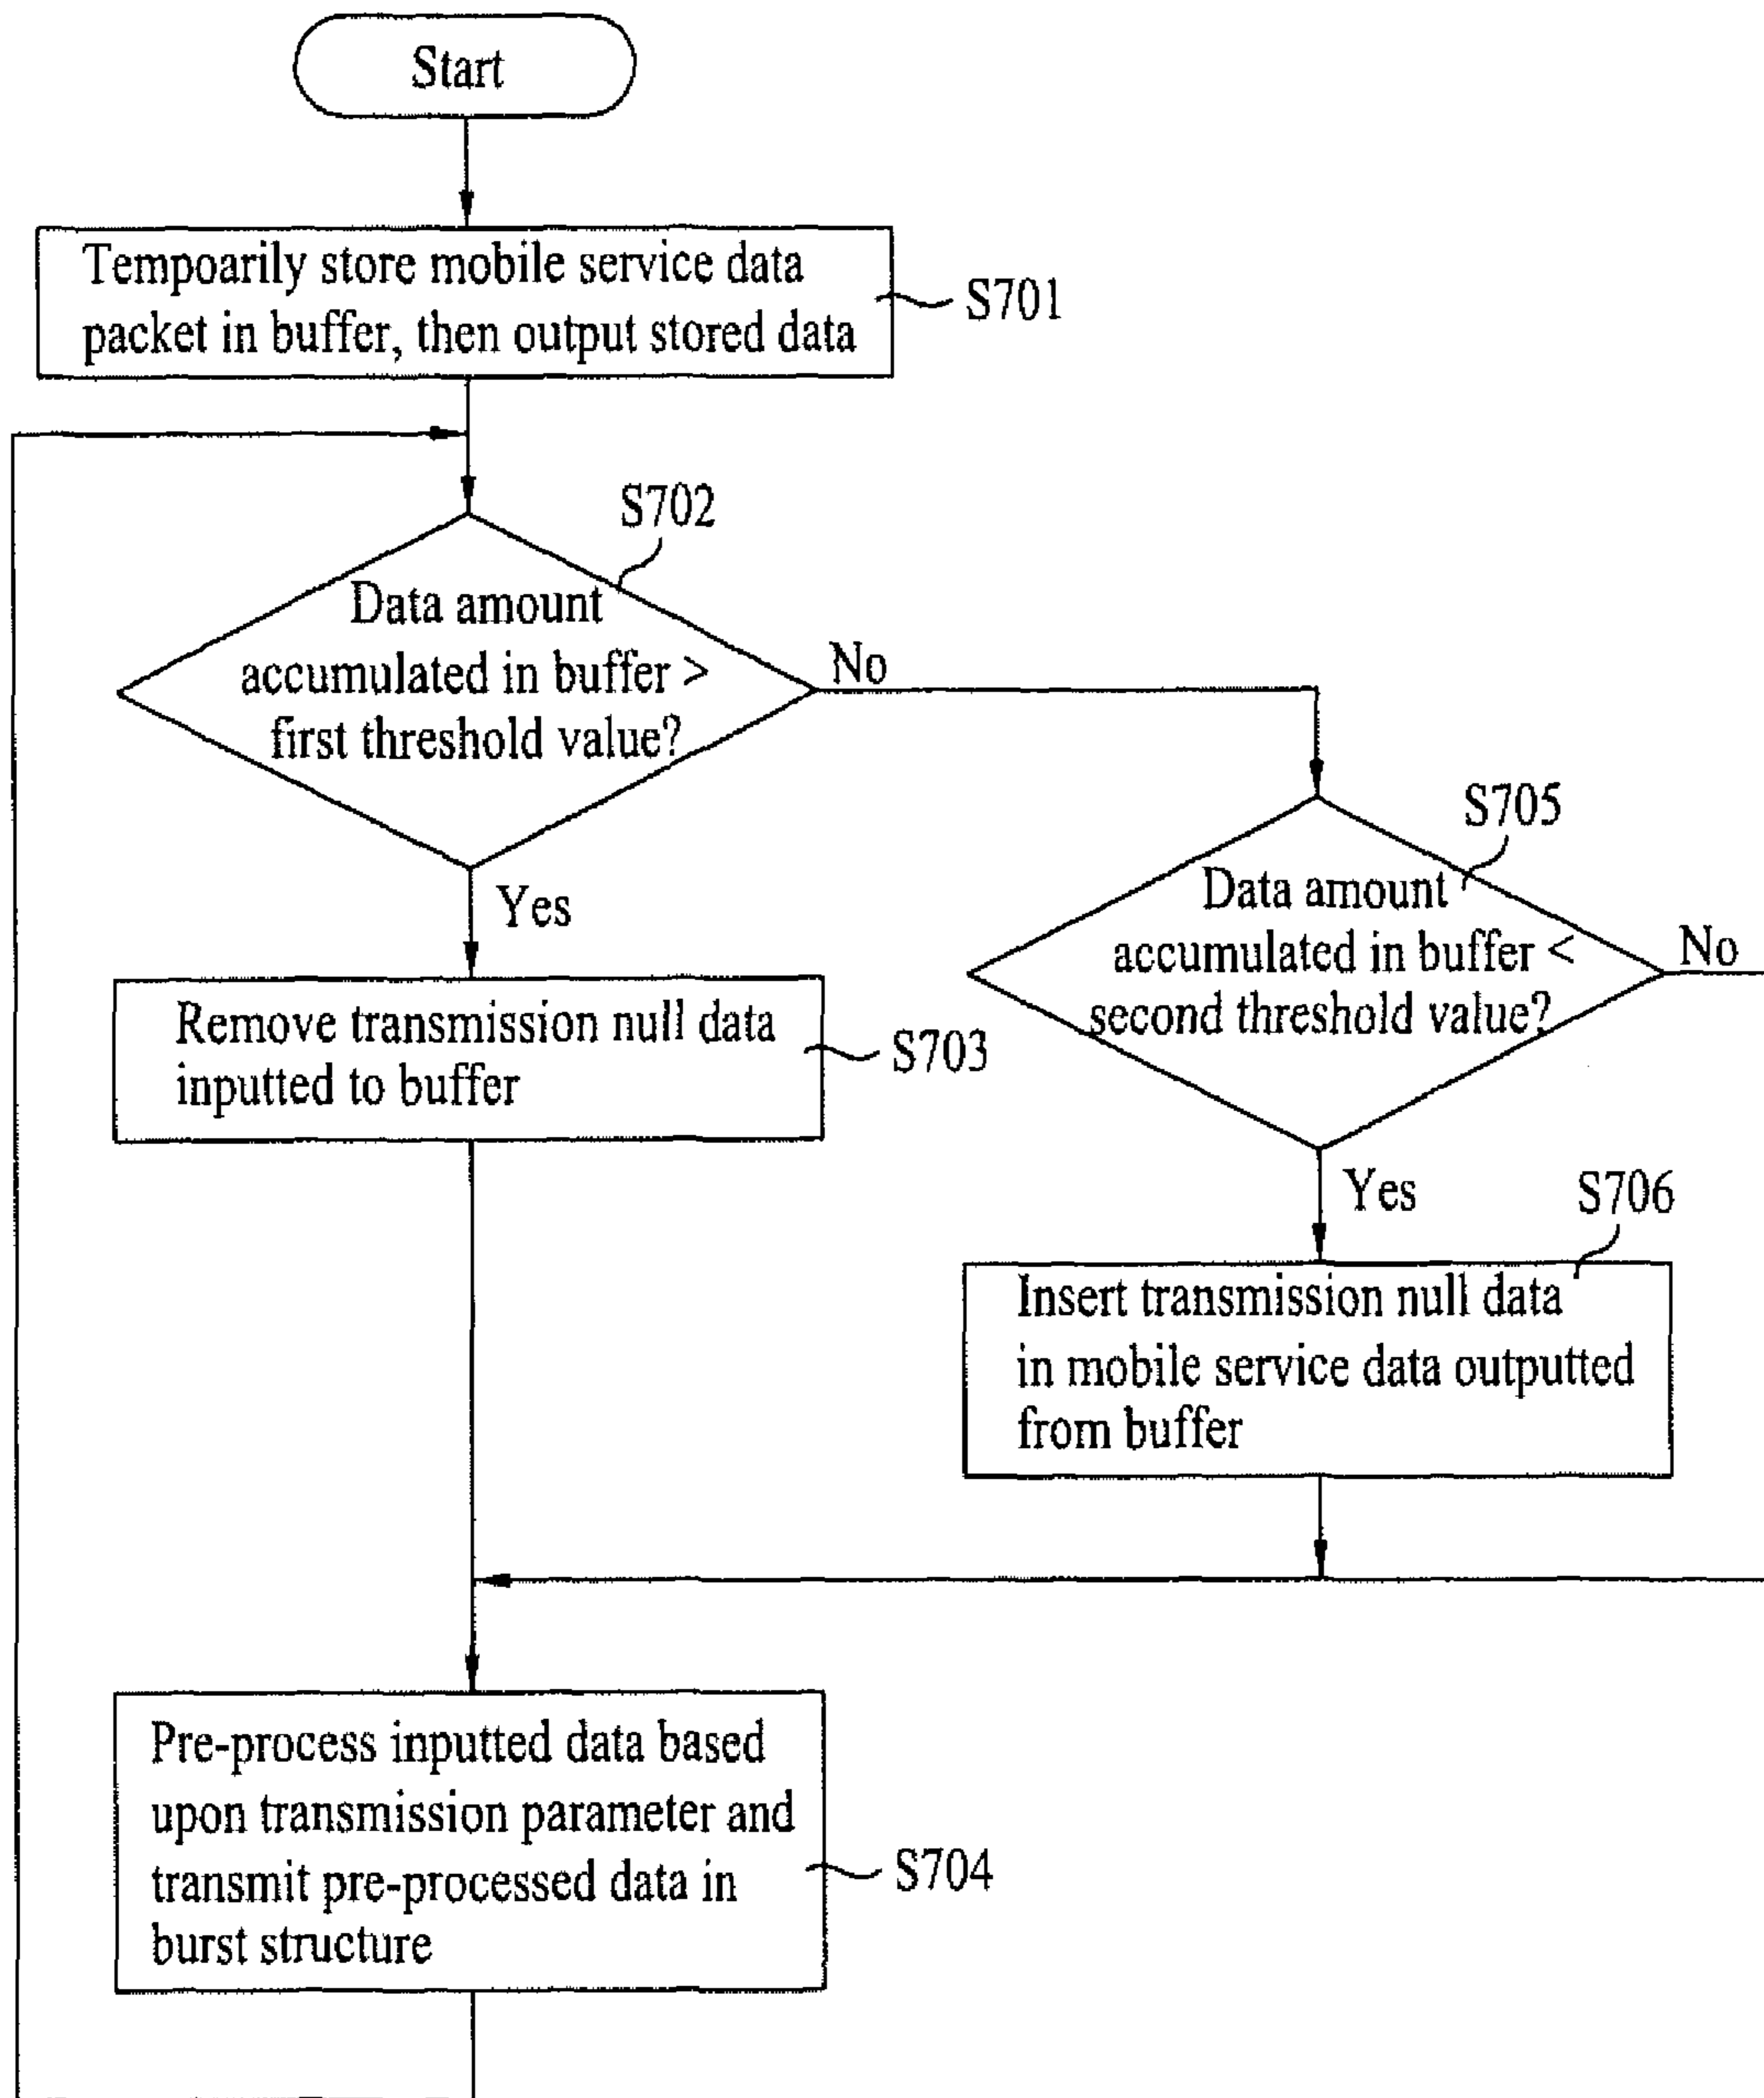 Start
Tempoarily store mobile service data
packet in buffer, then output stored data
S701
S702
Data amount
accumulated in buffer >
first threshold value?
No
Yes
S705
Data amount
accumulated in buffer <
second threshold value?
No
Remove transmission null data
inputted to buffer
S703
Yes
S706
Insert transmission null data
in mobile service data outputted
from buffer
Pre-process inputted data based
upon transmission parameter and
transmit pre-processed data in
burst structure
S704